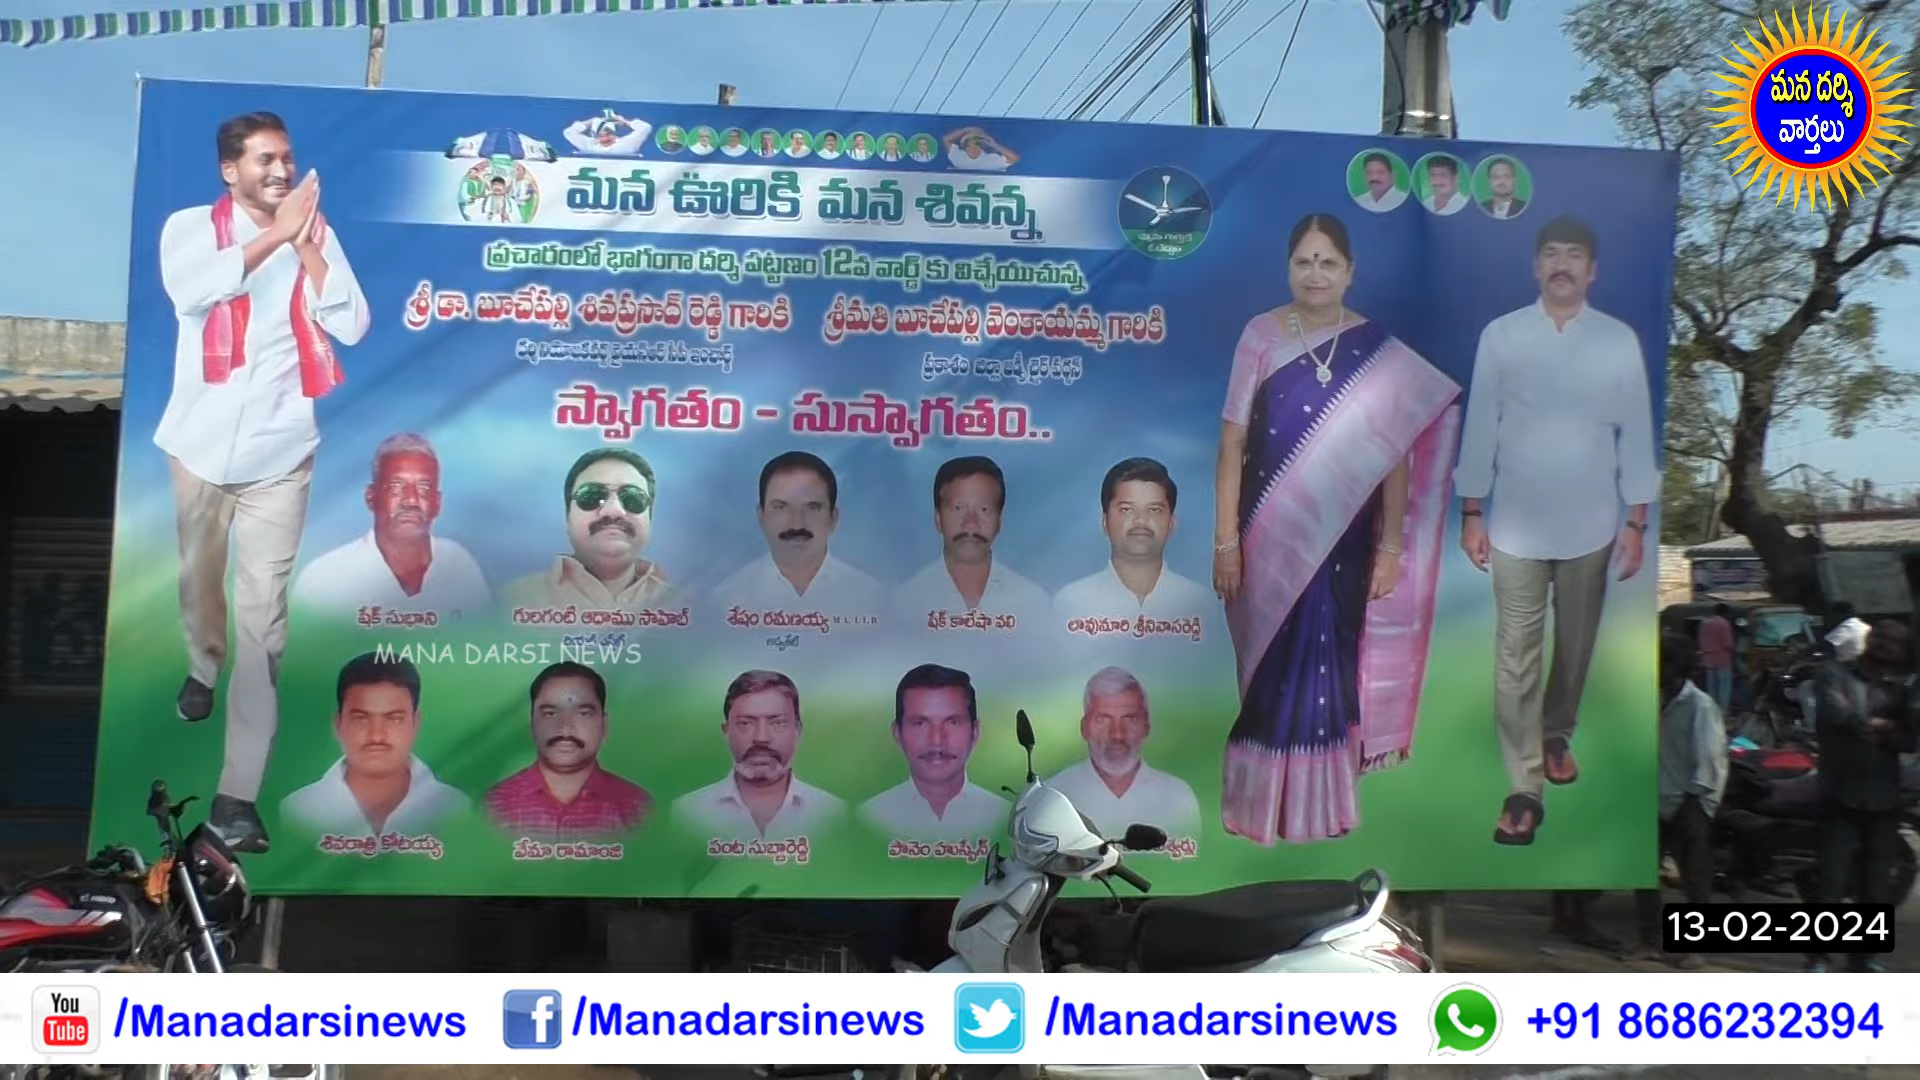 మన దర్శి
వార్తలు
మన ఊరికి మన శివన్న
ప్రచారంలో భాగంగా దర్శి పట్టణం 12వ వార్డ్ కు విచ్చేయుచున్న
శ్రీ డా. బూచేపల్లి శివప్రసాద్ రెడ్డి గారికి శ్రీమతి బూచేపల్లి వెంకాయమ్మ గారికి
స్వాగతం - సుస్వాగతం..
షేక్ సుభాని గులగంటి ఆదాము సాహెబ్ శేషం రమణయ్య షేక్ కాలేషా వలి లావునూరి శ్రీనివాసరెడ్డి
MANA DARSI NEWS
శివరాత్రి కోటయ్య వేమా రామాంజి పంట సుబ్బారెడ్డి పొనెం హుస్సేన్
13-02-2024
You Tube /Manadarsinews /Manadarsinews /Manadarsinews +91 8686232394